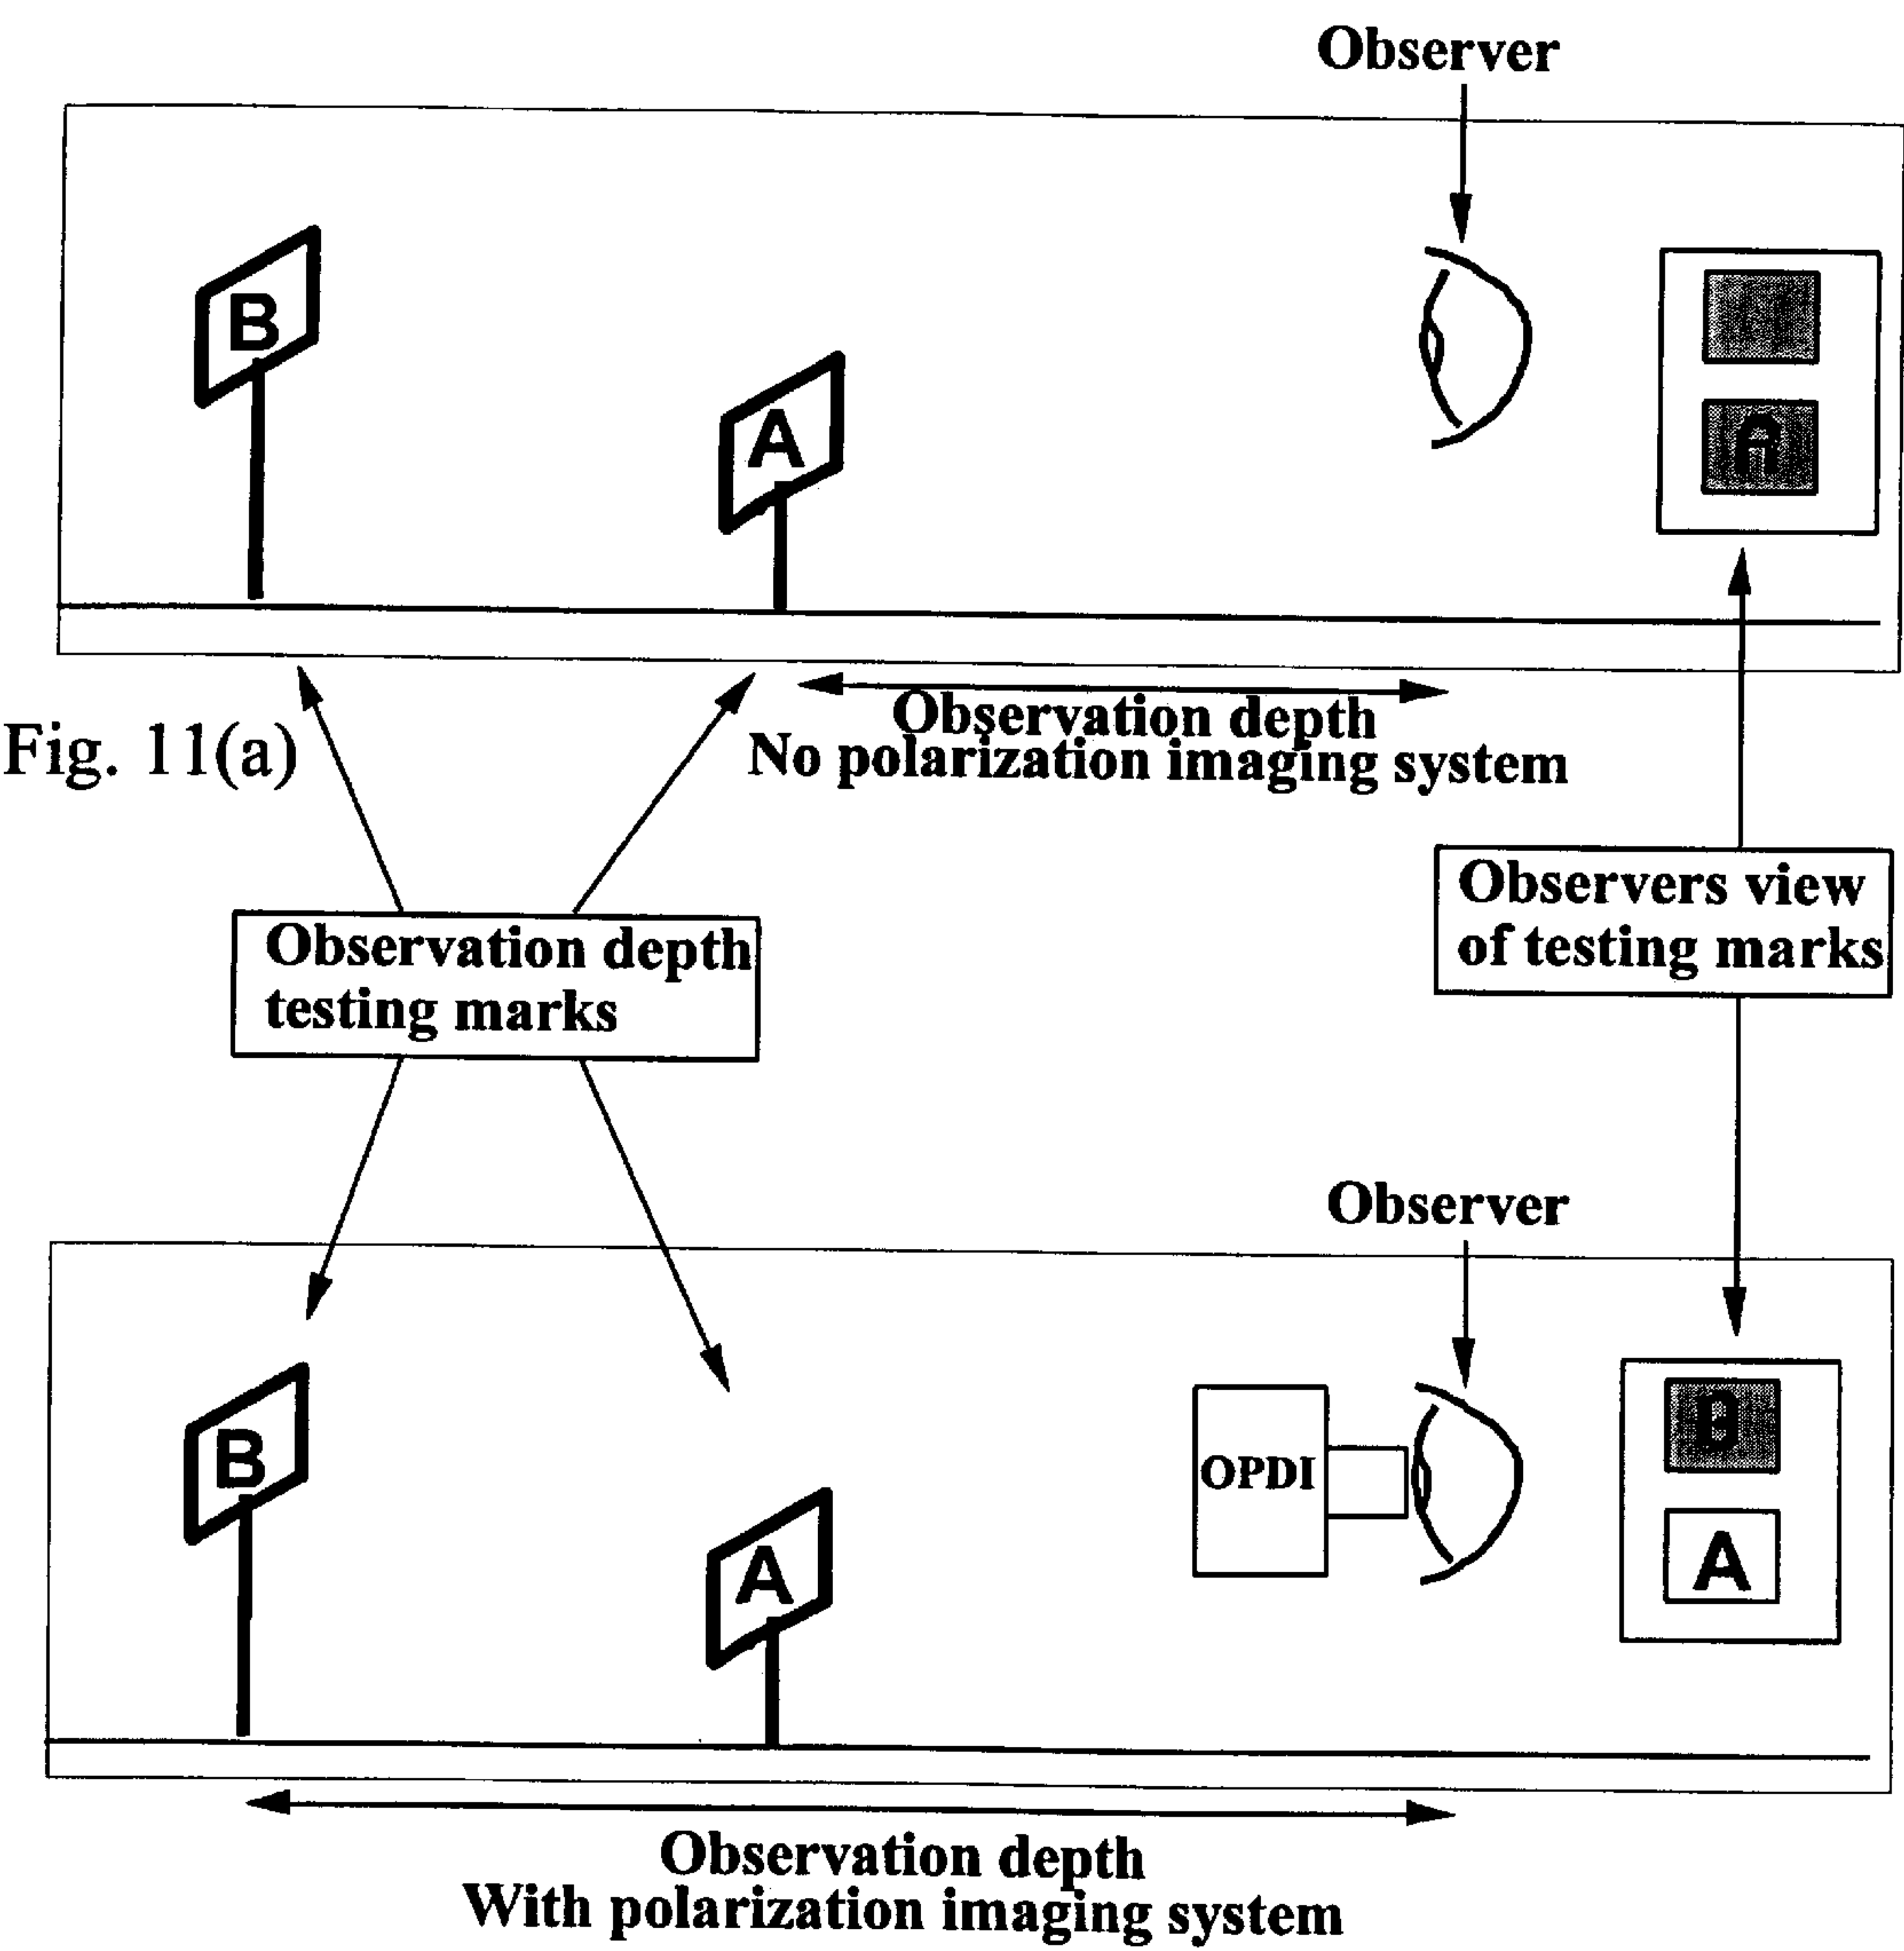 Observer
B
A
A
Observation depth
No polarization imaging system
Fig. 11(a)
Observers view
of testing marks
Observation depth
testing marks
Observer
B
A
OPDI
B
A
Observation depth
With polarization imaging system